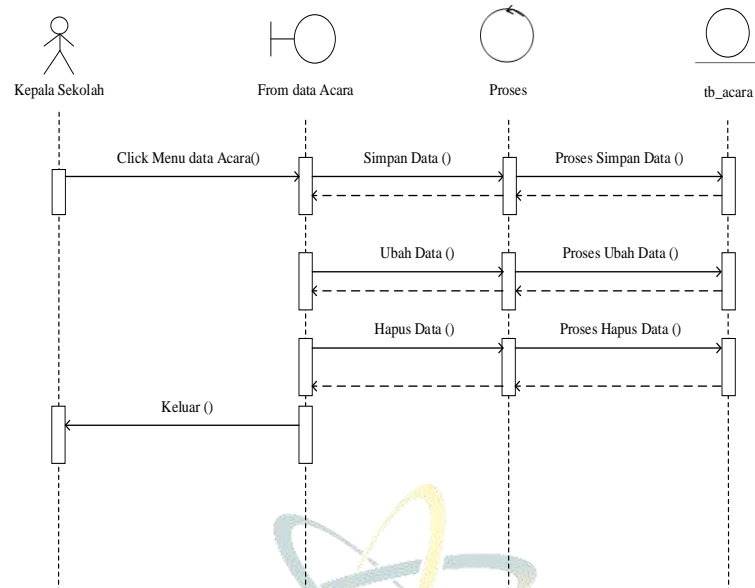 Kepala Sekolah
From data Acara
Proses
tb_acara
Click Menu data Acara()
Simpan Data ()
Proses Simpan Data ()
Ubah Data ()
Proses Ubah Data ()
Hapus Data ()
Proses Hapus Data ()
Keluar ()